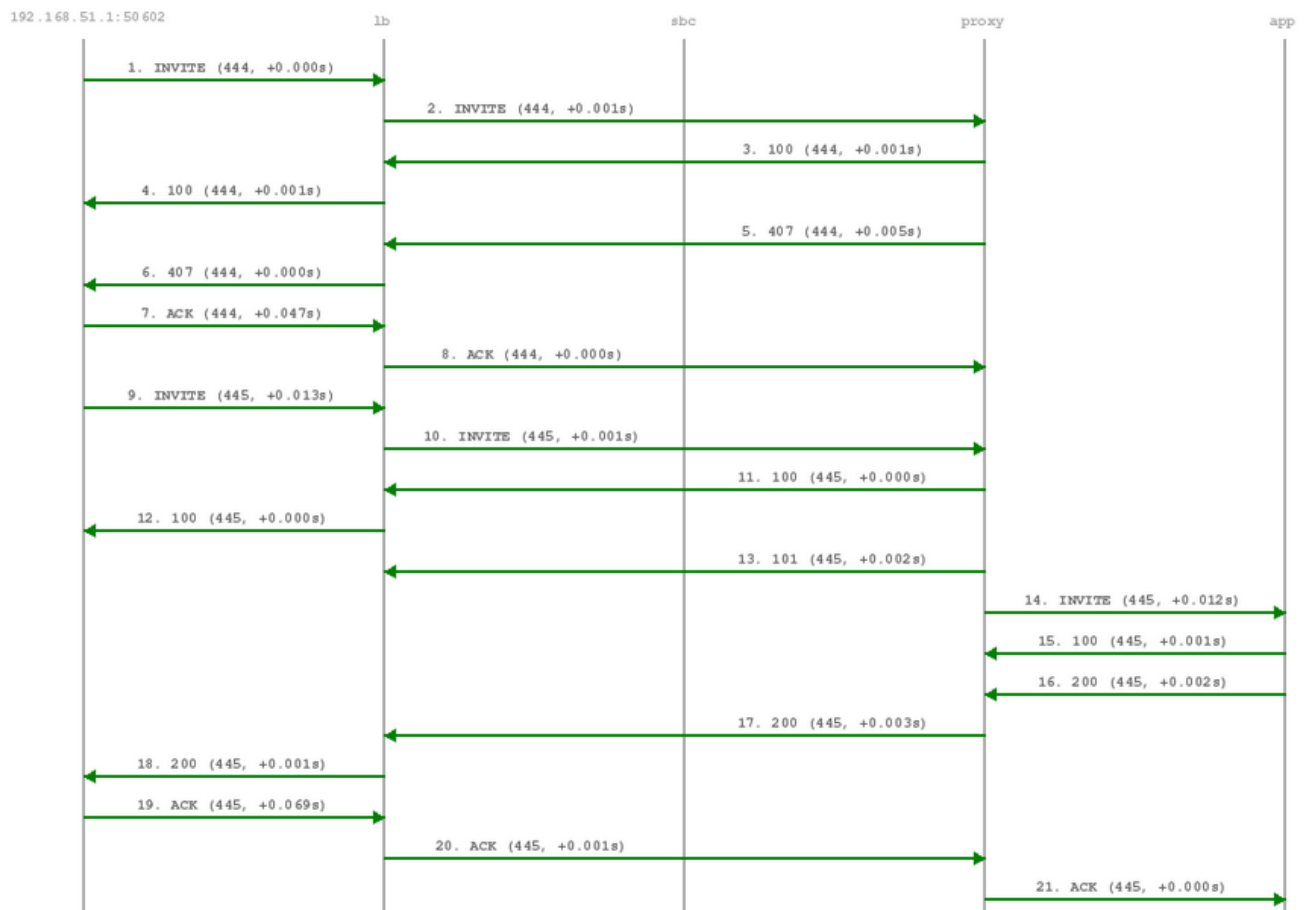 192.168.51.1:50602 lb sbc proxy app
1. INVITE (444, +0.000s)
2. INVITE (444, +0.001s)
3. 100 (444, +0.001s)
4. 100 (444, +0.001s)
5. 407 (444, +0.005s)
6. 407 (444, +0.000s)
7. ACK (444, +0.047s)
8. ACK (444, +0.000s)
9. INVITE (445, +0.013s)
10. INVITE (445, +0.001s)
11. 100 (445, +0.000s)
12. 100 (445, +0.000s)
13. 101 (445, +0.002s)
14. INVITE (445, +0.012s)
15. 100 (445, +0.001s)
16. 200 (445, +0.002s)
17. 200 (445, +0.003s)
18. 200 (445, +0.001s)
19. ACK (445, +0.069s)
20. ACK (445, +0.001s)
21. ACK (445, +0.000s)